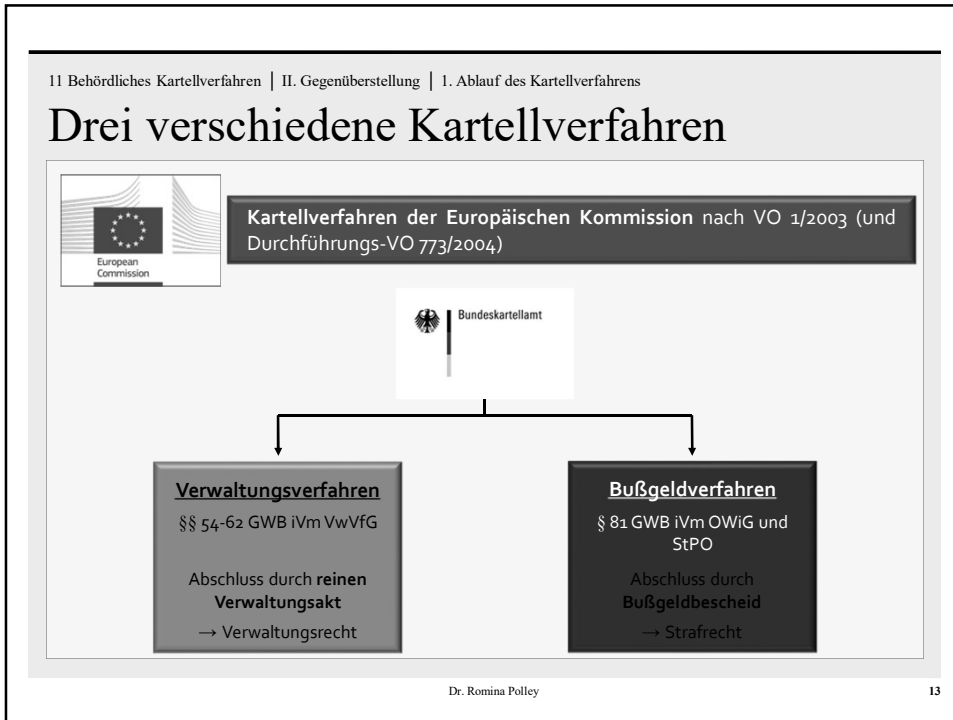 11 Behördliches Kartellverfahren | II. Gegenüberstellung | 1. Ablauf des Kartellverfahrens
Drei verschiedene Kartellverfahren
European
Commission
Kartellverfahren der Europäischen Kommission nach VO 1/2003 (und
Durchführungs-VO 773/2004)
Bundeskartellamt
Verwaltungsverfahren
§§ 54-62 GWB iVm VwVfG
Abschluss durch reinen
Verwaltungsakt
→ Verwaltungsrecht
Bußgeldverfahren
§ 81 GWB iVm OWiG und
StPO
Abschluss durch
Bußgeldbescheid
→ Strafrecht
Dr. Romina Polley
13